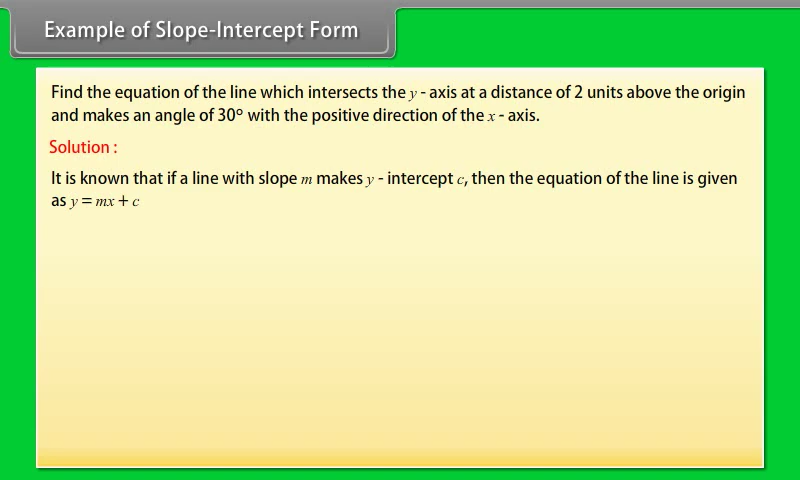 Example of Slope-Intercept Form
Find the equation of the line which intersects the y - axis at a distance of 2 units above the origin
and makes an angle of 30° with the positive direction of the x - axis.
Solution :
It is known that if a line with slope m makes y - intercept c, then the equation of the line is given
as y = mx + c